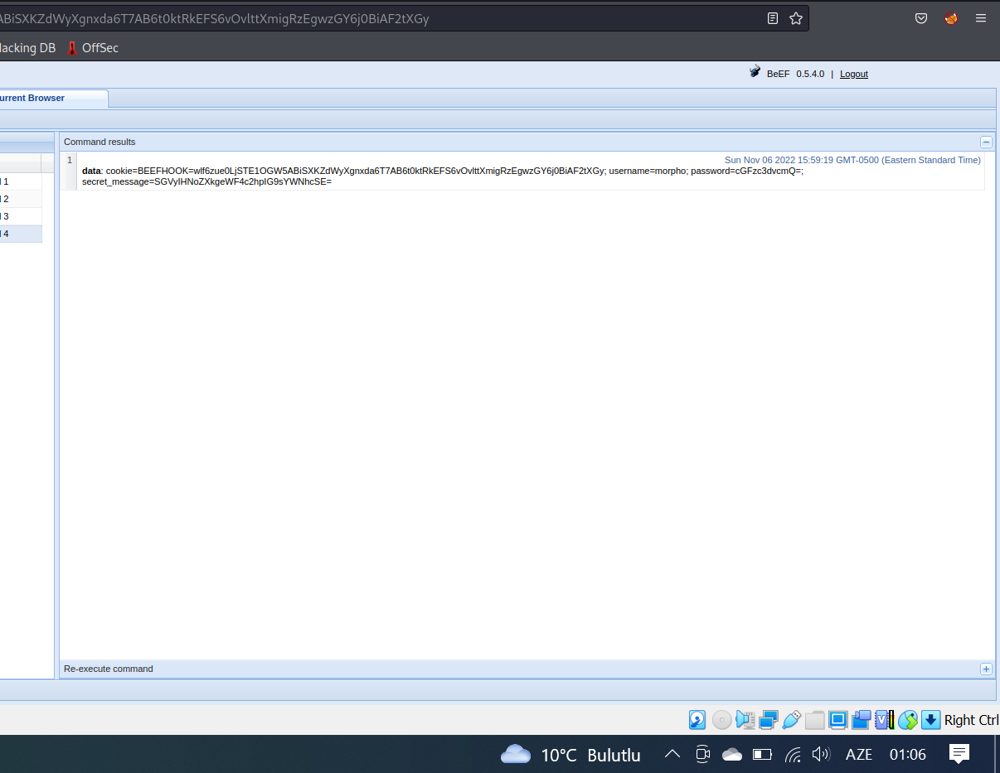 ABiSXKZdWyXgnxda6T7AB6t0ktRkEFS6vOvlttXmigRzEgwzGY6j0BiAF2tXGy
acking DB OffSec
BeEF 0.5.4.0 | Logout
urrent Browser
Command results
1 Sun Nov 06 2022 15:59:19 GMT-0500 (Eastern Standard Time)
data: cookie=BEEFHOOK=wlf6zue0LjSTE1OGW5ABiSXKZdWyXgnxda6T7AB6t0ktRkEFS6vOvlttXmigRzEgwzGY6j0BiAF2tXGy; username=morpho; password=cGFzc3dvcmQ=;
secret_message=SGVyIHNoZXkgeWF4c2hpIG9sYWNhcSE=
1
2
3
4
Re-execute command
Right Ctrl
10°C Bulutlu AZE 01:06